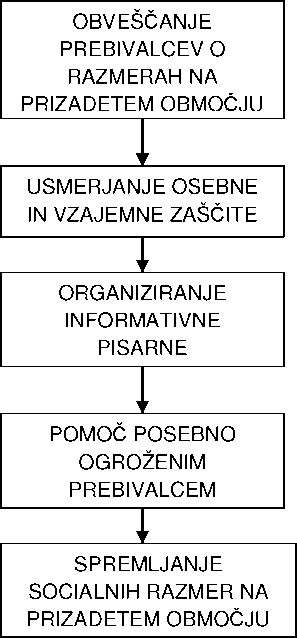 OBVEŠČANJE
PREBIVALCEV O
RAZMERAH NA
PRIZADETEM OBMOČJU
USMERJANJE OSEBNE
IN VZAJEMNE ZAŠČITE
ORGANIZIRANJE
INFORMATIVNE
PISARNE
POMOČ POSEBNO
OGROŽENIM
PREBIVALCEM
SPREMLJANJE
SOCIALNIH RAZMER NA
PRIZADETEM OBMOČJU